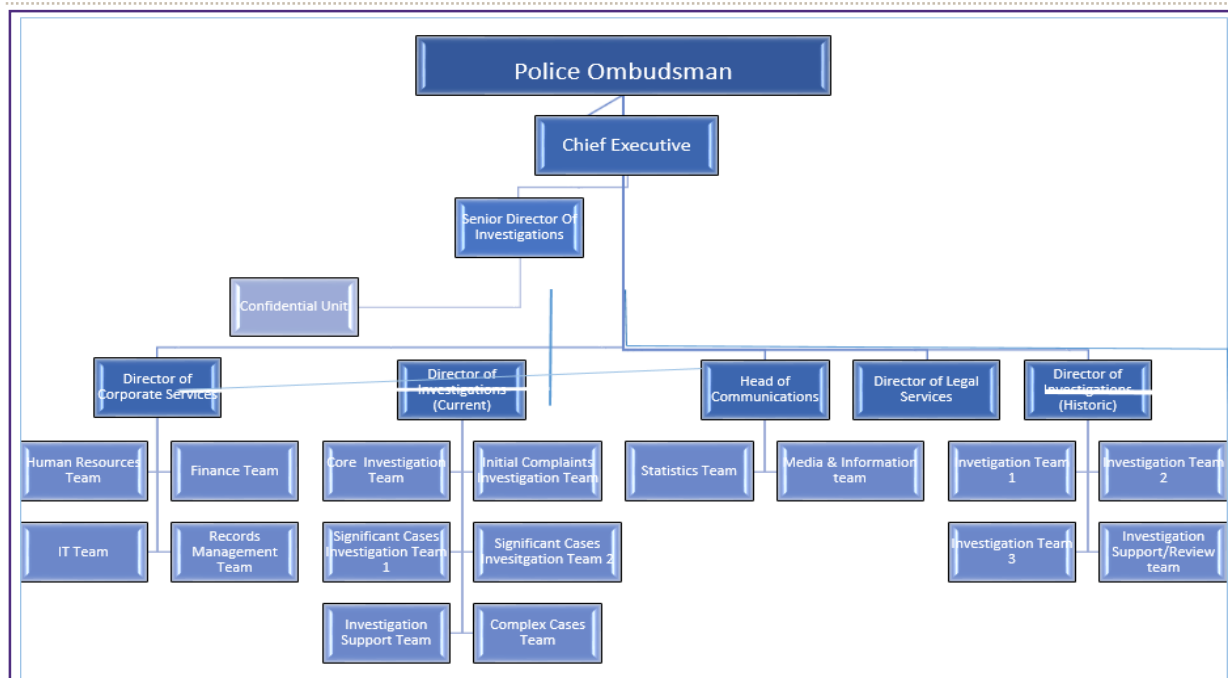 Police Ombudsman
Chief Executive
Senior Director Of
Investigations
Confidential Unit
Director of
Corporate Services
Director of
Investigations
(Current)
Head of
Communications
Director of Legal
Services
Director of
Investigations
(Historic)
Human Resources
Team
Finance Team
Core Investigation
Team
Initial Complaints
Investigation Team
Statistics Team
Media & Information
team
Invetigation Team
1
Investigation Team
2
IT Team
Records
Management
Team
Significant Cases
Investigation Team
1
Significant Cases
Invesitgation Team 2
Investigation Team
3
Investigation
Support/Review
team
Investigation
Support Team
Complex Cases
Team